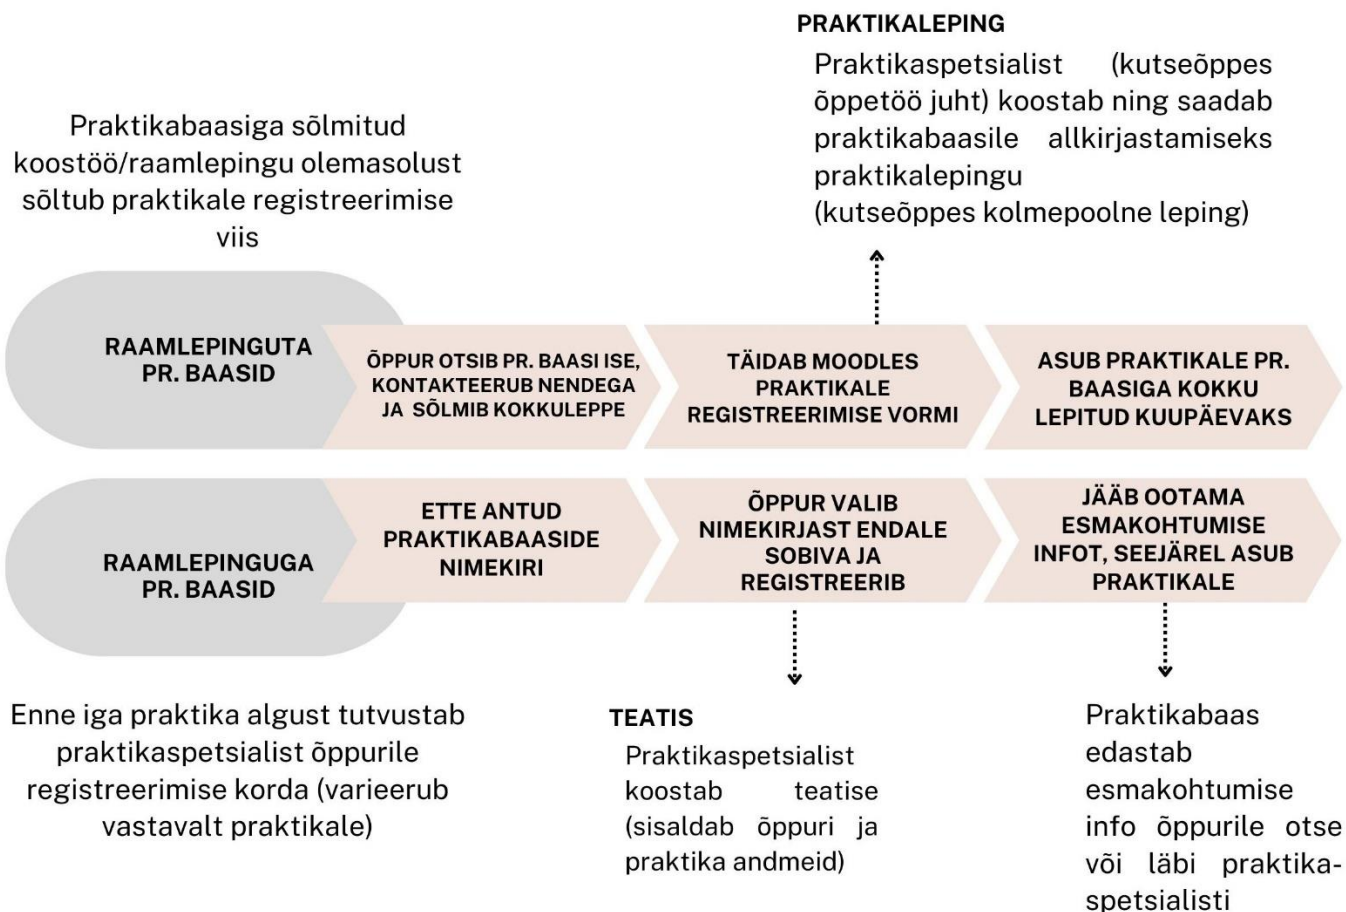 PRAKTIKALEPING
Praktikaspetsialist (kutseõppes
õppetöö juht) koostab ning saadab
praktikabaasile allkirjastamiseks
praktikalepingu
(kutseõppes kolmepoolne leping)
Praktikabaasiga sõlmitud
koostöö/raamlepingu olemasolust
sõltub praktikale registreerimise
viis
RAAMLEPINGUTA
PR. BAASID
ÕPPUR OTSIB PR. BAASI ISE,
KONTAKTEERUB NENDEGA
JA SÕLMIB KOKKULEPPE
TÄIDAB MOODLES
PRAKTIKALE
REGISTREERIMISE VORMI
ASUB PRAKTIKALE PR.
BAASIGA KOKKU
LEPITUD KUUPÄEVAKS
RAAMLEPINGUGA
PR. BAASID
ETTE ANTUD
PRAKTIKABAASIDE
NIMEKIRI
ÕPPUR VALIB
NIMEKIRJAST ENDALE
SOBIVA JA
REGISTREERIB
JÄÄB OOTAMA
ESMAKOHTUMISE
INFOT, SEEJÄREL ASUB
PRAKTIKALE
Enne iga praktika algust tutvustab
praktikaspetsialist õppurile
registreerimise korda (varieerub
vastavalt praktikale)
TEATIS
Praktikaspetsialist
koostab teatise
(sisaldab õppuri ja
praktika andmeid)
Praktikabaas
edastab
esmakohtumise
info õppurile otse
või läbi praktika-
spetsialisti